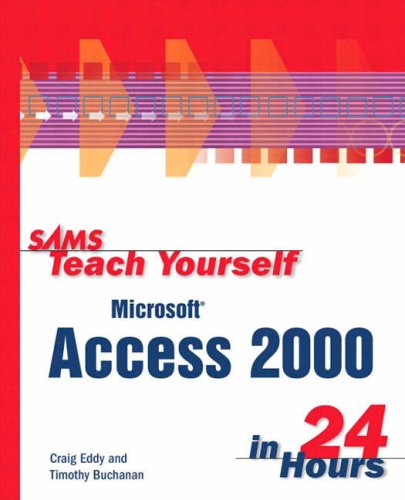 SAMS
Teach Yourself
Microsoft®
Access 2000
Craig Eddy and
Timothy Buchanan
in 24
Hours